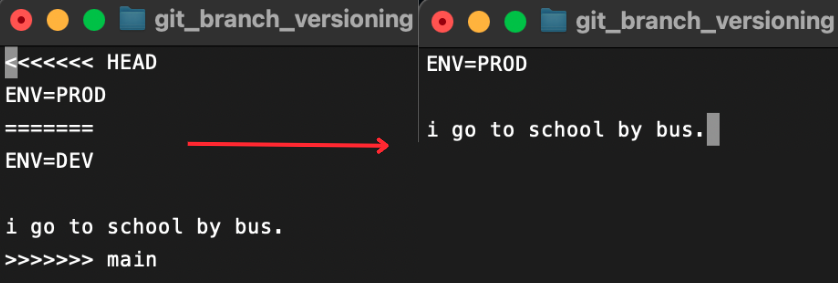 git_branch_versioning
<<<<<<< HEAD
ENV=PROD
=======
ENV=DEV
i go to school by bus.
>>>>>>> main
git_branch_versioning
ENV=PROD
i go to school by bus.